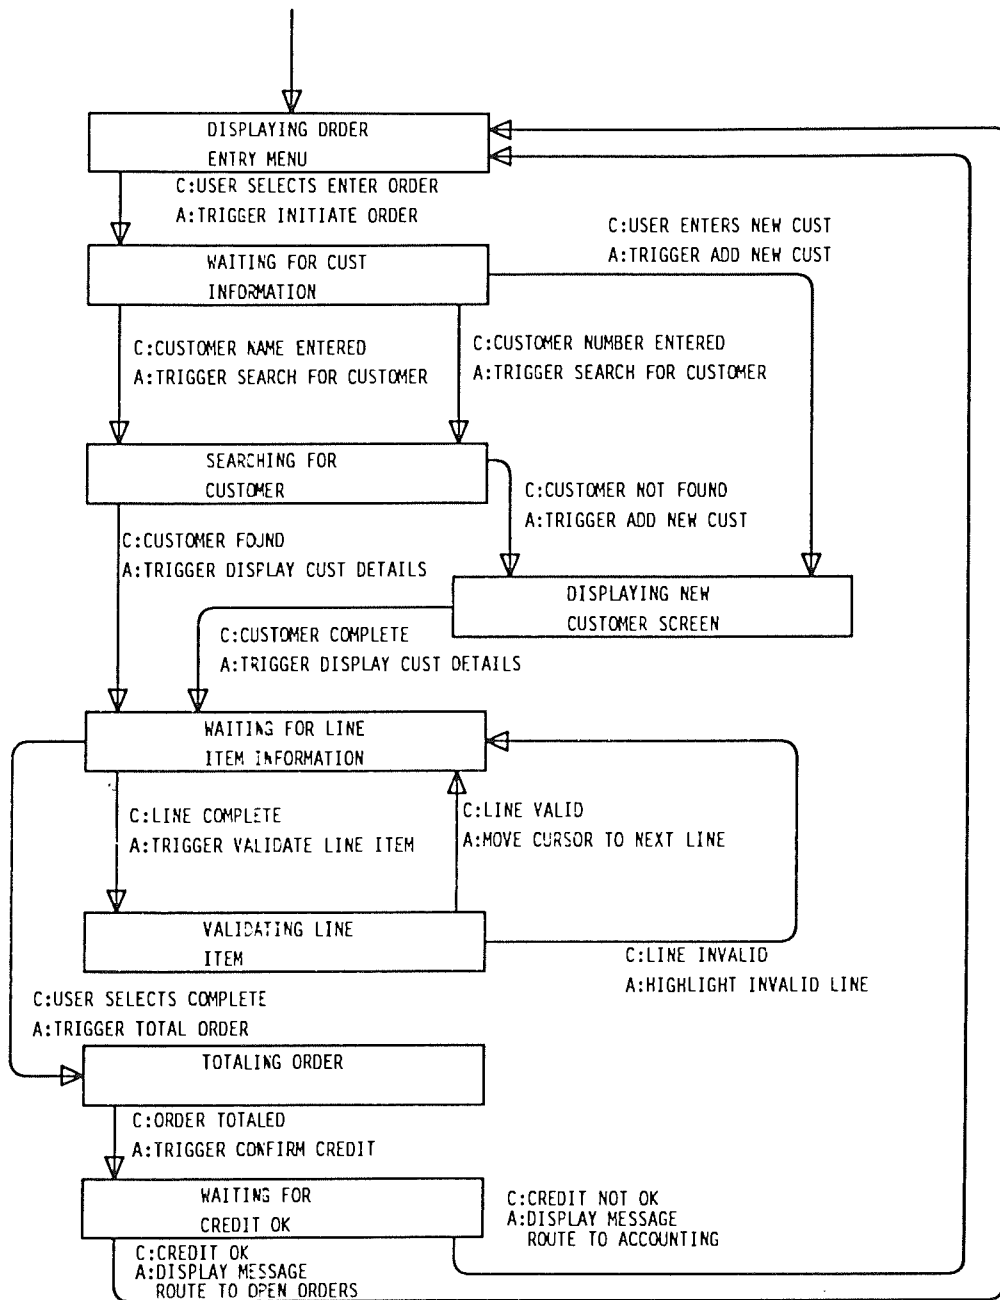 DISPLAYING ORDER
ENTRY MENU
C:USER SELECTS ENTER ORDER
A:TRIGGER INITIATE ORDER
C:USER ENTERS NEW CUST
A:TRIGGER ADD NEW CUST
WAITING FOR CUST
INFORMATION
C:CUSTOMER NAME ENTERED
A:TRIGGER SEARCH FOR CUSTOMER
C:CUSTOMER NUMBER ENTERED
A:TRIGGER SEARCH FOR CUSTOMER
SEARCHING FOR
CUSTOMER
C:CUSTOMER NOT FOUND
A:TRIGGER ADD NEW CUST
C:CUSTOMER FOUND
A:TRIGGER DISPLAY CUST DETAILS
DISPLAYING NEW
CUSTOMER SCREEN
C:CUSTOMER COMPLETE
A:TRIGGER DISPLAY CUST DETAILS
WAITING FOR LINE
ITEM INFORMATION
C:LINE COMPLETE
A:TRIGGER VALIDATE LINE ITEM
C:LINE VALID
A:MOVE CURSOR TO NEXT LINE
VALIDATING LINE
ITEM
C:LINE INVALID
A:HIGHLIGHT INVALID LINE
C:USER SELECTS COMPLETE
A:TRIGGER TOTAL ORDER
TOTALING ORDER
C:ORDER TOTALED
A:TRIGGER CONFIRM CREDIT
WAITING FOR
CREDIT OK
C:CREDIT NOT OK
A:DISPLAY MESSAGE
ROUTE TO ACCOUNTING
C:CREDIT OK
A:DISPLAY MESSAGE
ROUTE TO OPEN ORDERS